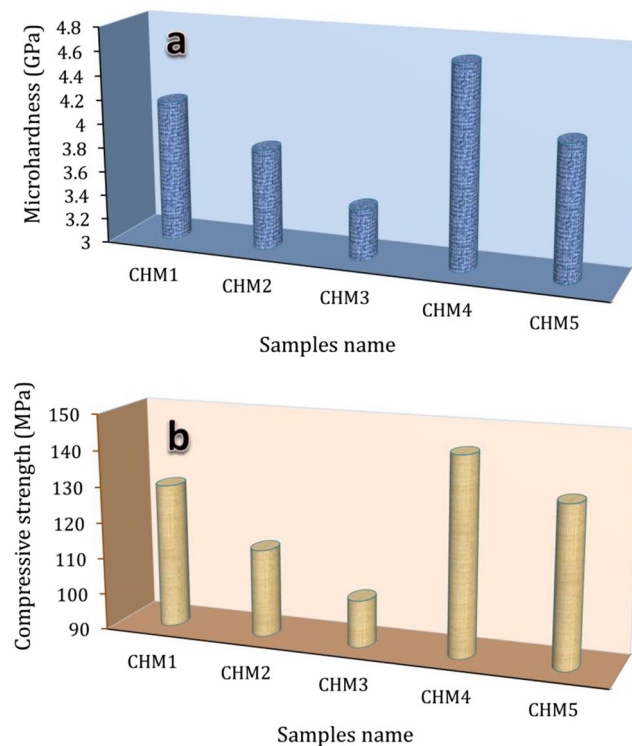 a
Microhardness (GPa)
4.8
4.6
4.4
4.2
4
3.8
3.6
3.4
3.2
3
CHM1
CHM2
CHM3
CHM4
CHM5
Samples name
b
Compressive strength (MPa)
150
140
130
120
110
100
90
CHM1
CHM2
CHM3
CHM4
CHM5
Samples name